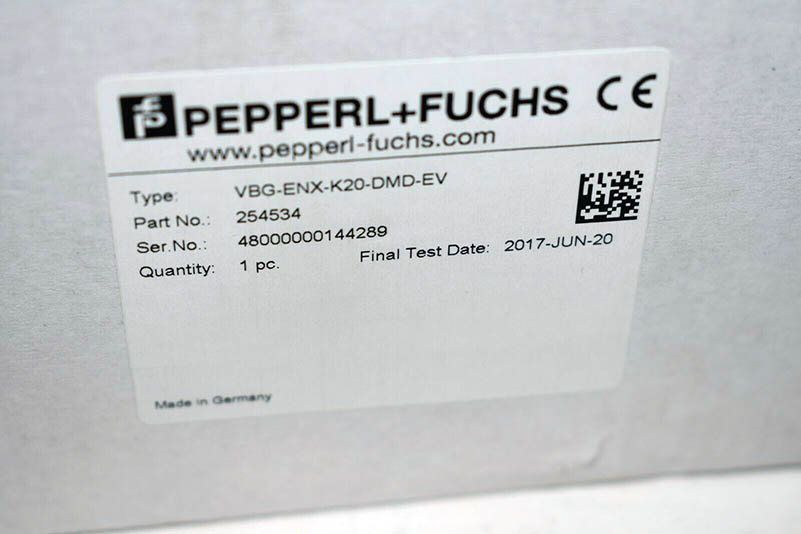 PEPPERL+FUCHS CE
www.pepperl-fuchs.com
Type: VBG-ENX-K20-DMD-EV
Part No.: 254534
Ser.No.: 48000000144289
Quantity: 1 pc. Final Test Date: 2017-JUN-20
Made in Germany